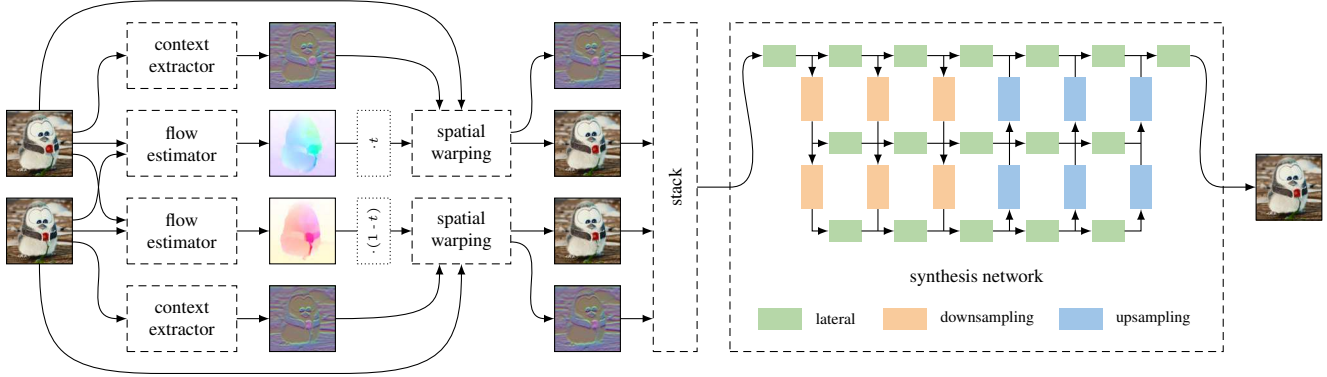 context
extractor
flow
estimator
· t
spatial
warping
flow
estimator
· (1 - t)
spatial
warping
context
extractor
stack
synthesis network
lateral
downsampling
upsampling